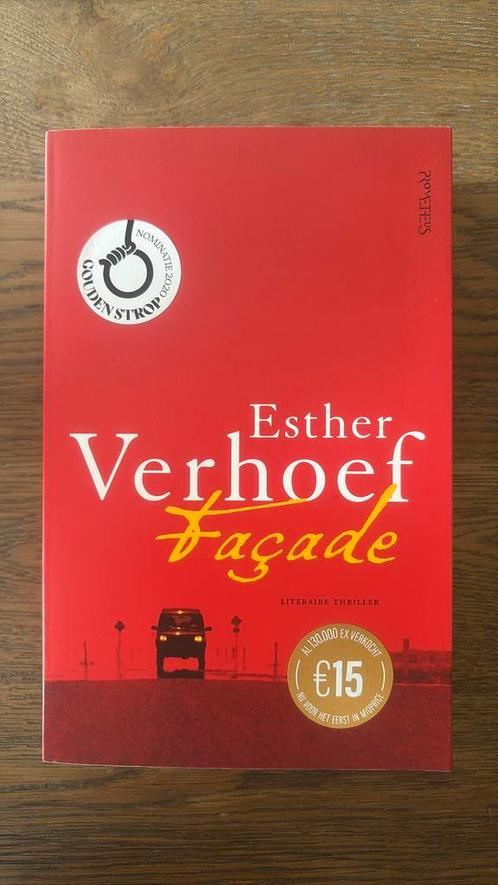 PROMETHEUS
NOMINATIE 2020
GOUDEN STROP
Esther
Verhoef
Façade
LITERAIRE THRILLER
AL 130.000 EX VERKOCHT
€15
NU VOOR HET EERST IN MIDPRICE